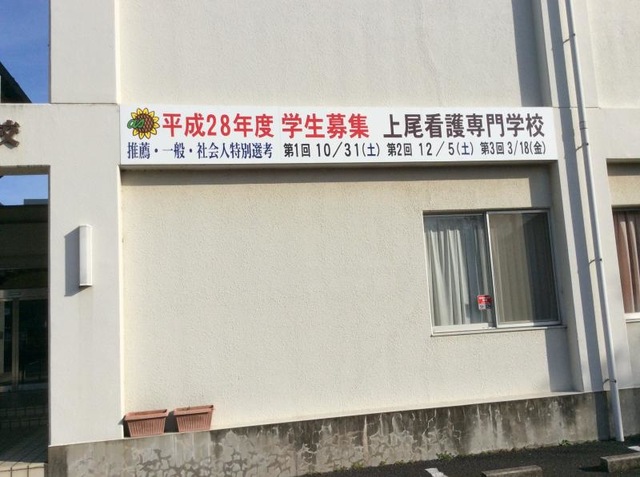 平成28年度 学生募集 上尾看護専門学校
推薦・一般・社会人特別選考 第1回 10/31(土) 第2回 12/5(土) 第3回 3/18(金)
校